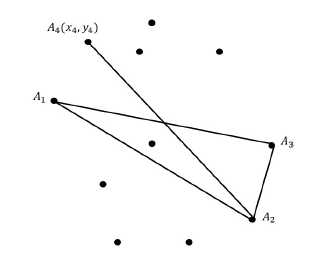 A₄(x₄, y₄)
A₁
A₃
A₂